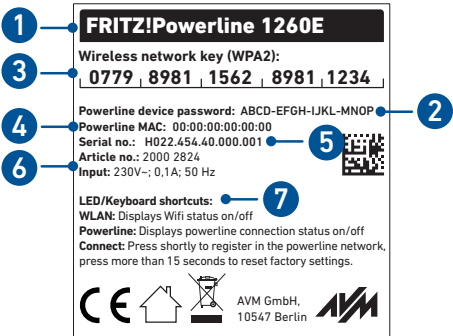 1 FRITZ!Powerline 1260E
Wireless network key (WPA2):
3 0779 8981 1562 8981 1234
Powerline device password: ABCD-EFGH-IJKL-MNOP 2
4 Powerline MAC: 00:00:00:00:00:00
Serial no.: H022.454.40.000.001 5
Article no.: 2000 2824
6 Input: 230V~; 0,1A; 50 Hz
LED/Keyboard shortcuts: 7
WLAN: Displays Wifi status on/off
Powerline: Displays powerline connection status on/off
Connect: Press shortly to register in the powerline network,
press more than 15 seconds to reset factory settings.
CE AVM GmbH, AVM
10547 Berlin